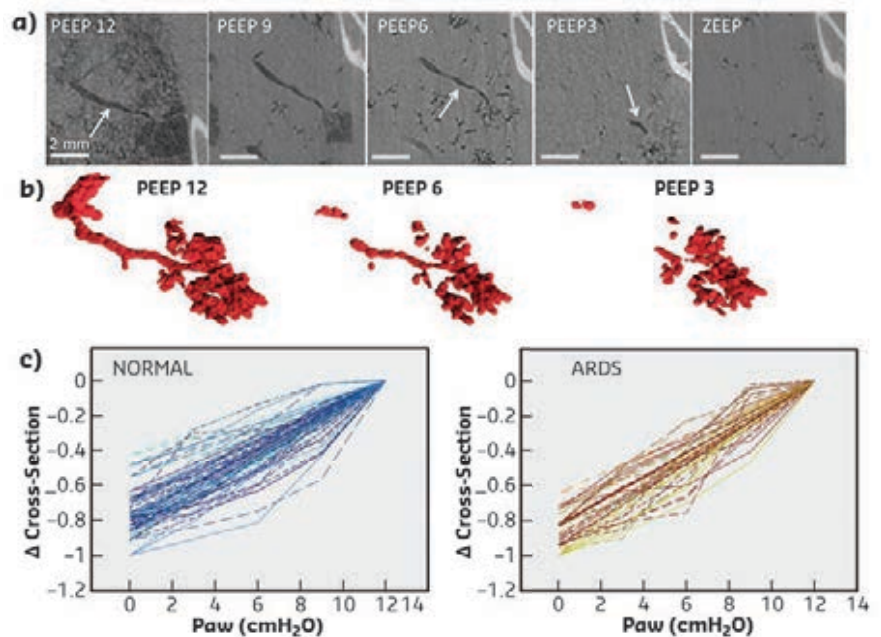 a) PEEP 12 PEEP 9 PEEP6 PEEP3 ZEEP
2 mm
b) PEEP 12 PEEP 6 PEEP 3
c)
NORMAL
Δ Cross-Section
0
−0.2
−0.4
−0.6
−0.8
−1
−1.2
0 2 4 6 8 10 12 14
Paw (cmH₂O)
ARDS
Δ Cross-Section
0
−0.2
−0.4
−0.6
−0.8
−1
−1.2
0 2 4 6 8 10 12 14
Paw (cmH₂O)